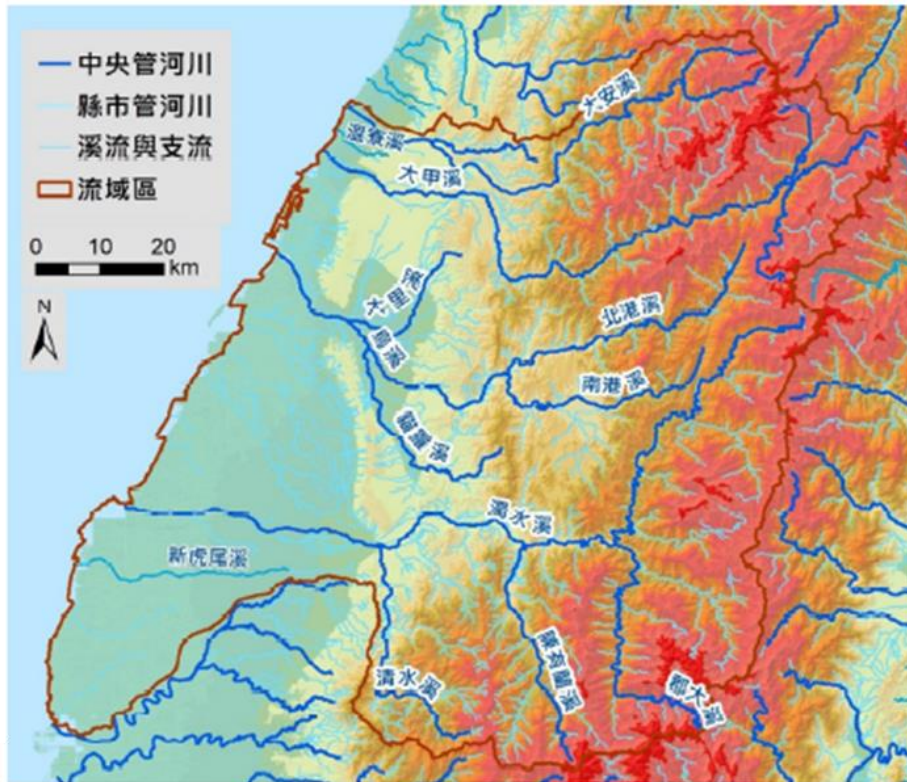 中央管河川
縣市管河川
溪流與支流
流域區
0 10 20
km
N
大安溪
溫寮溪
大甲溪
大里溪
烏溪
北港溪
南港溪
貓羅溪
濁水溪
新虎尾溪
清水溪
陳有蘭溪
郡大溪